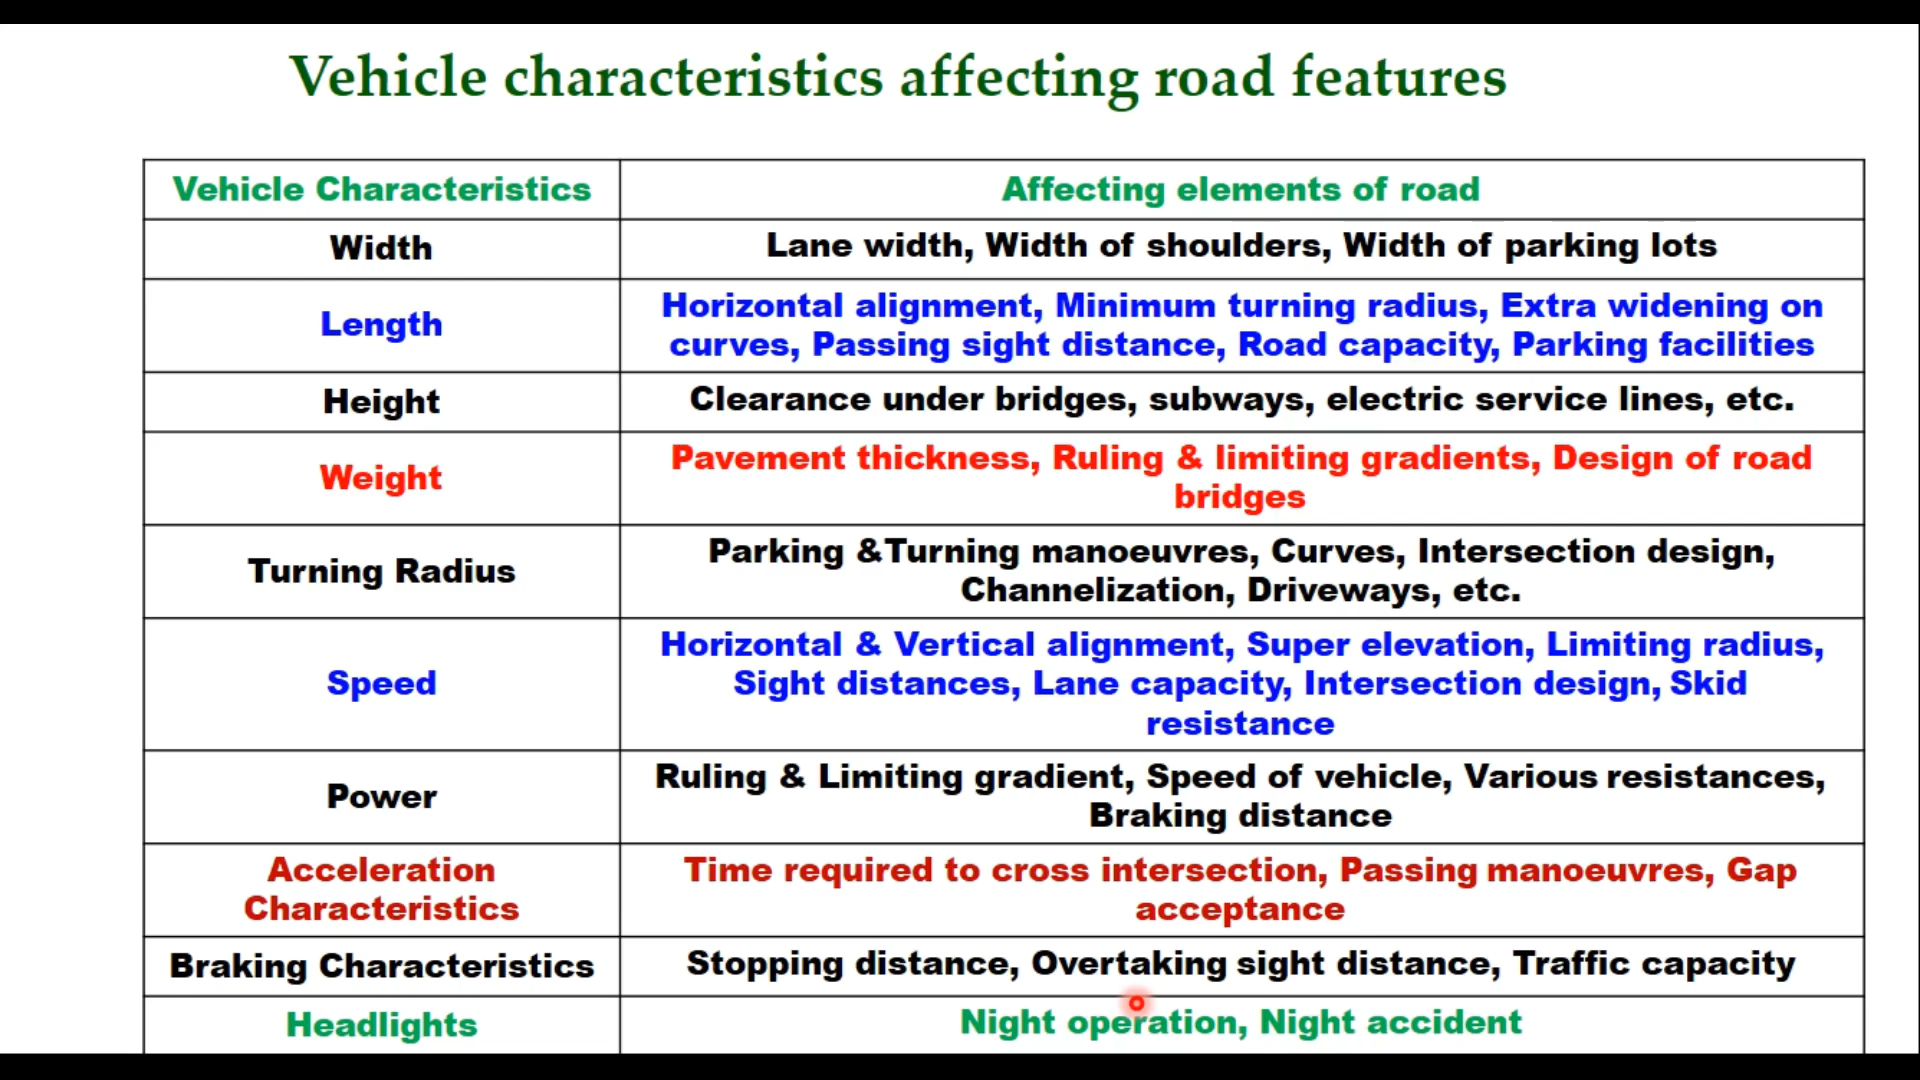 Vehicle characteristics affecting road features
Vehicle Characteristics
Affecting elements of road
Width
Lane width, Width of shoulders, Width of parking lots
Length
Horizontal alignment, Minimum turning radius, Extra widening on
curves, Passing sight distance, Road capacity, Parking facilities
Height
Clearance under bridges, subways, electric service lines, etc.
Weight
Pavement thickness, Ruling & limiting gradients, Design of road
bridges
Turning Radius
Parking &Turning manoeuvres, Curves, Intersection design,
Channelization, Driveways, etc.
Speed
Horizontal & Vertical alignment, Super elevation, Limiting radius,
Sight distances, Lane capacity, Intersection design, Skid
resistance
Power
Ruling & Limiting gradient, Speed of vehicle, Various resistances,
Braking distance
Acceleration
Characteristics
Time required to cross intersection, Passing manoeuvres, Gap
acceptance
Braking Characteristics
Stopping distance, Overtaking sight distance, Traffic capacity
Headlights
Night operation, Night accident